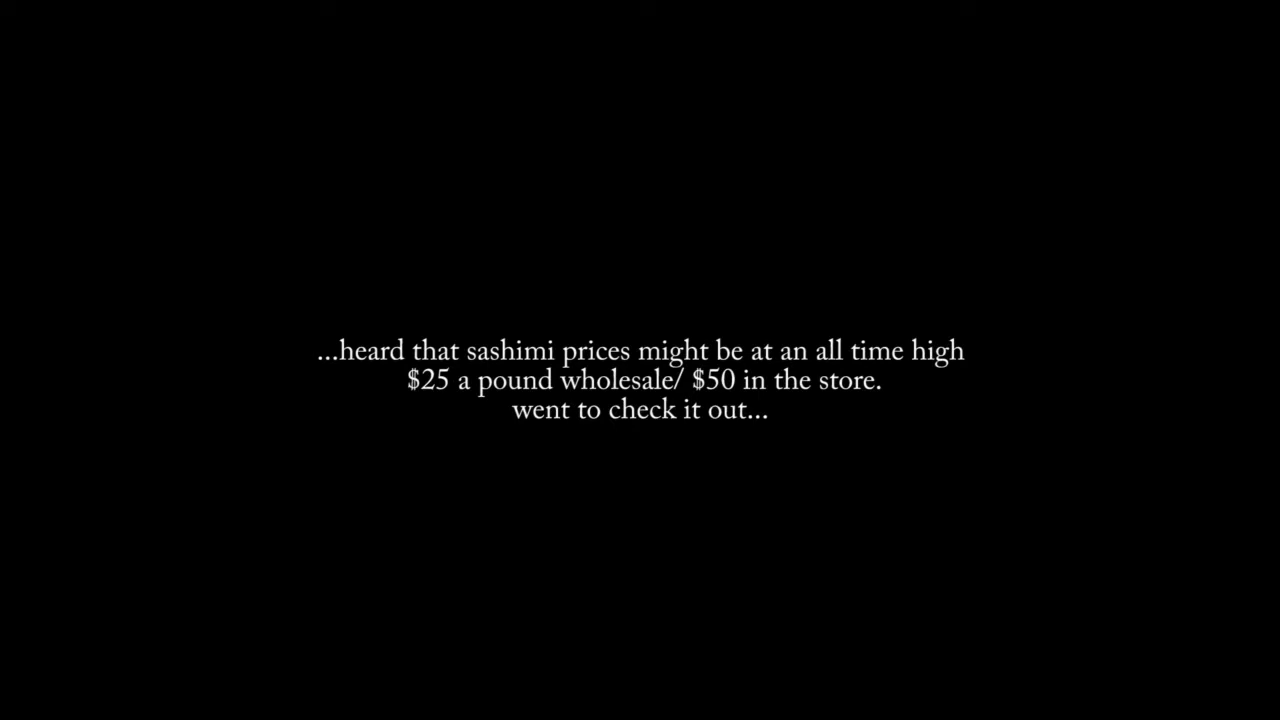 ...heard that sashimi prices might be at an all time high
$25 a pound wholesale/ $50 in the store.
went to check it out...